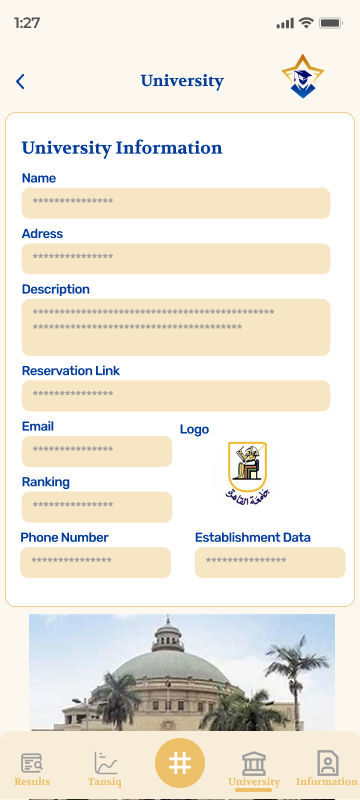 1:27
University
University Information
Name
***************
Adress
***************
Description
*********************************************
***************************************
Reservation Link
***************
Email
Logo
***************
Ranking
***************
جامعة القاهرة
Phone Number
Establishment Data
***************
***************
Results
Tansiq
#
University
Information